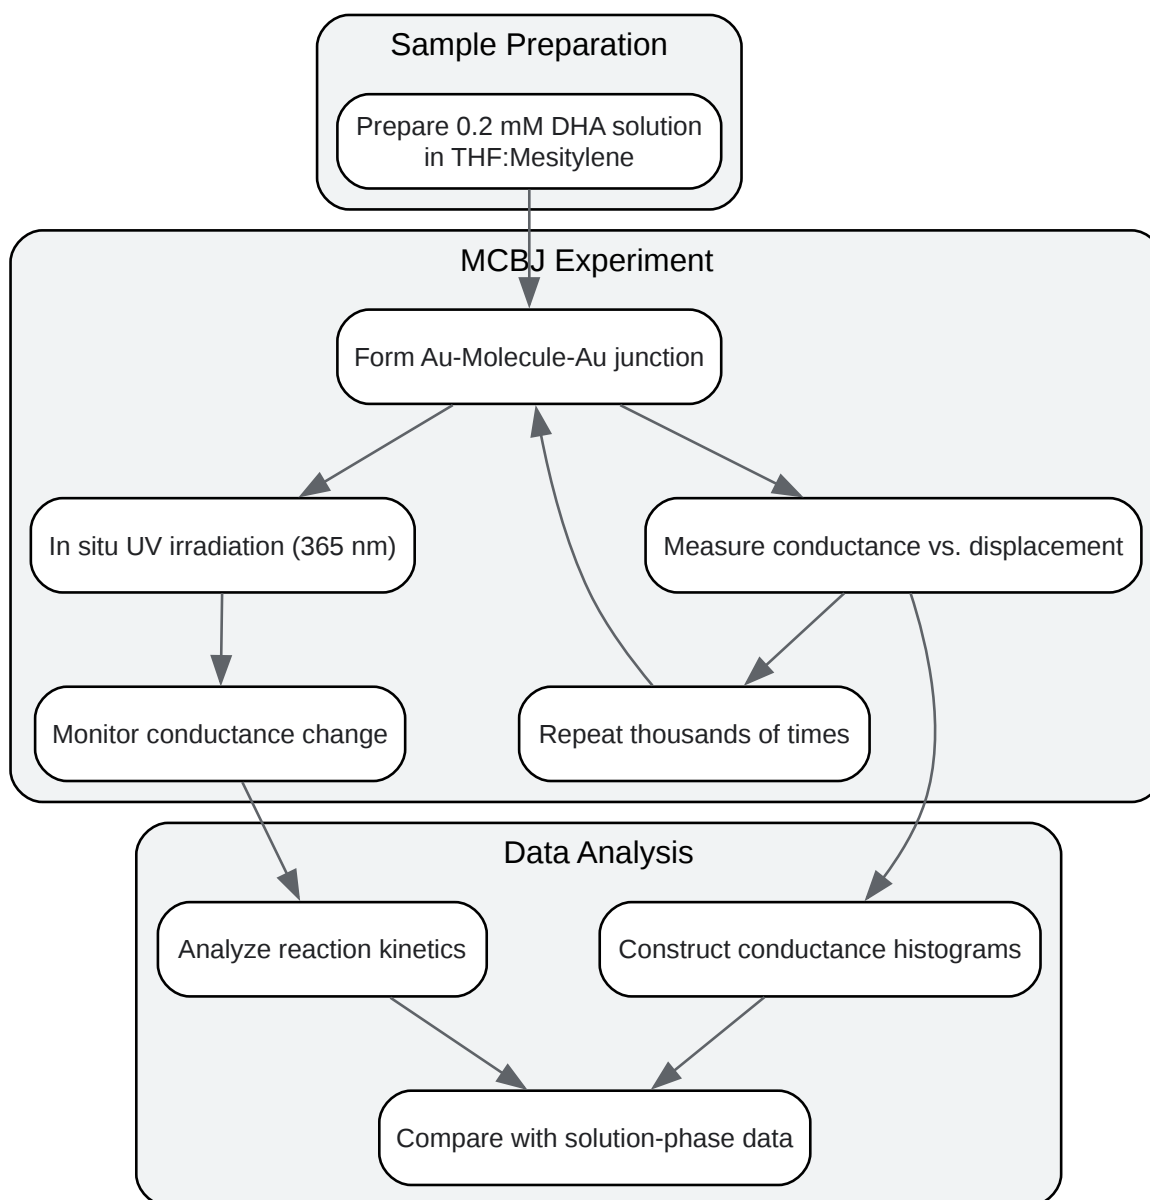 Sample Preparation
Prepare 0.2 mM DHA solution
in THF:Mesitylene
MCBJ Experiment
Form Au-Molecule-Au junction
In situ UV irradiation (365 nm)
Measure conductance vs. displacement
Monitor conductance change
Repeat thousands of times
Data Analysis
Analyze reaction kinetics
Construct conductance histograms
Compare with solution-phase data